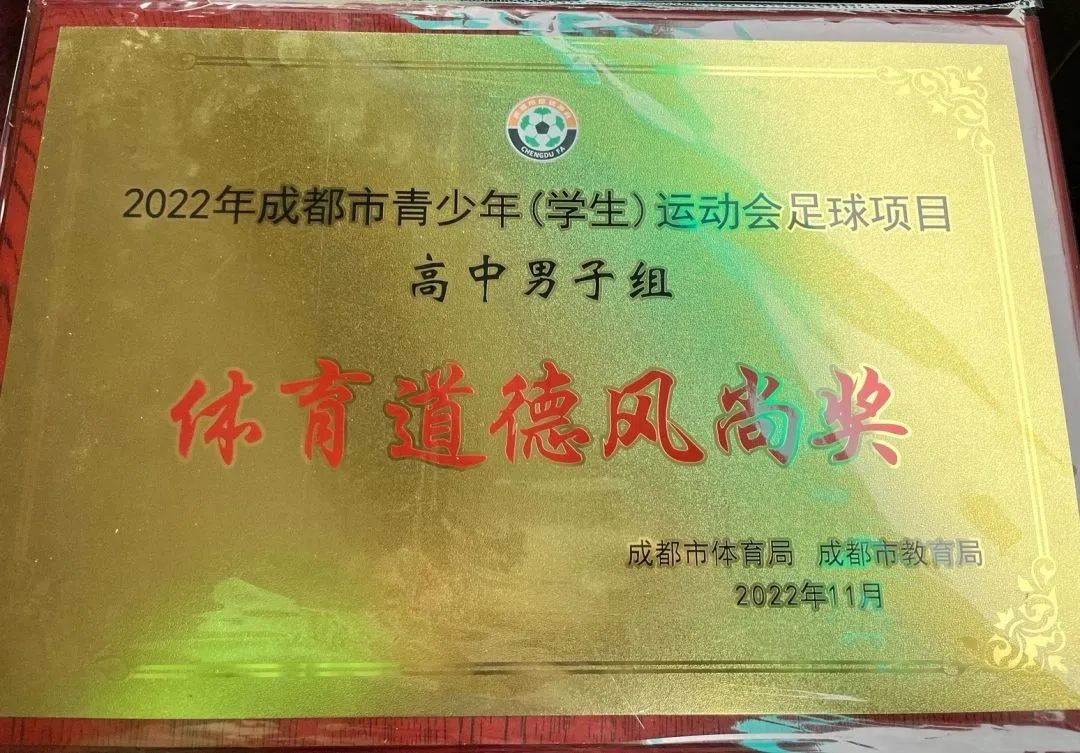 CHENGDU FA
2022年成都市青少年(学生)运动会足球项目
高中男子组
体育道德风尚奖
成都市体育局 成都市教育局
2022年11月